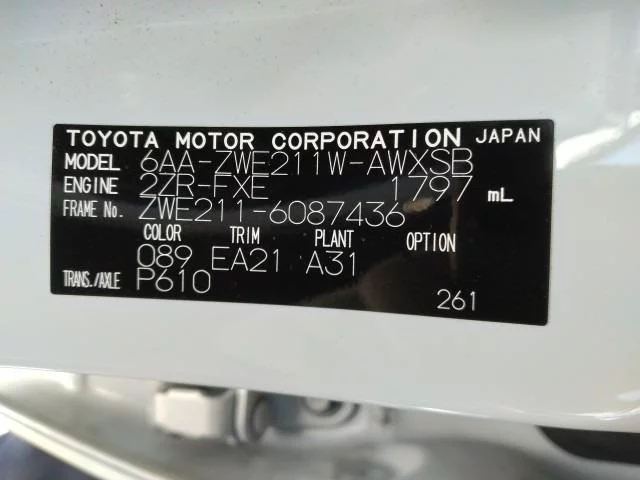 TOYOTA MOTOR CORPORATION JAPAN
MODEL 6AA-ZWE211W-AWXSB
ENGINE 2ZR-FXE 1797 mL
FRAME No. ZWE211-6087436
COLOR TRIM PLANT OPTION
089 EA21 A31
TRANS./AXLE P610
261